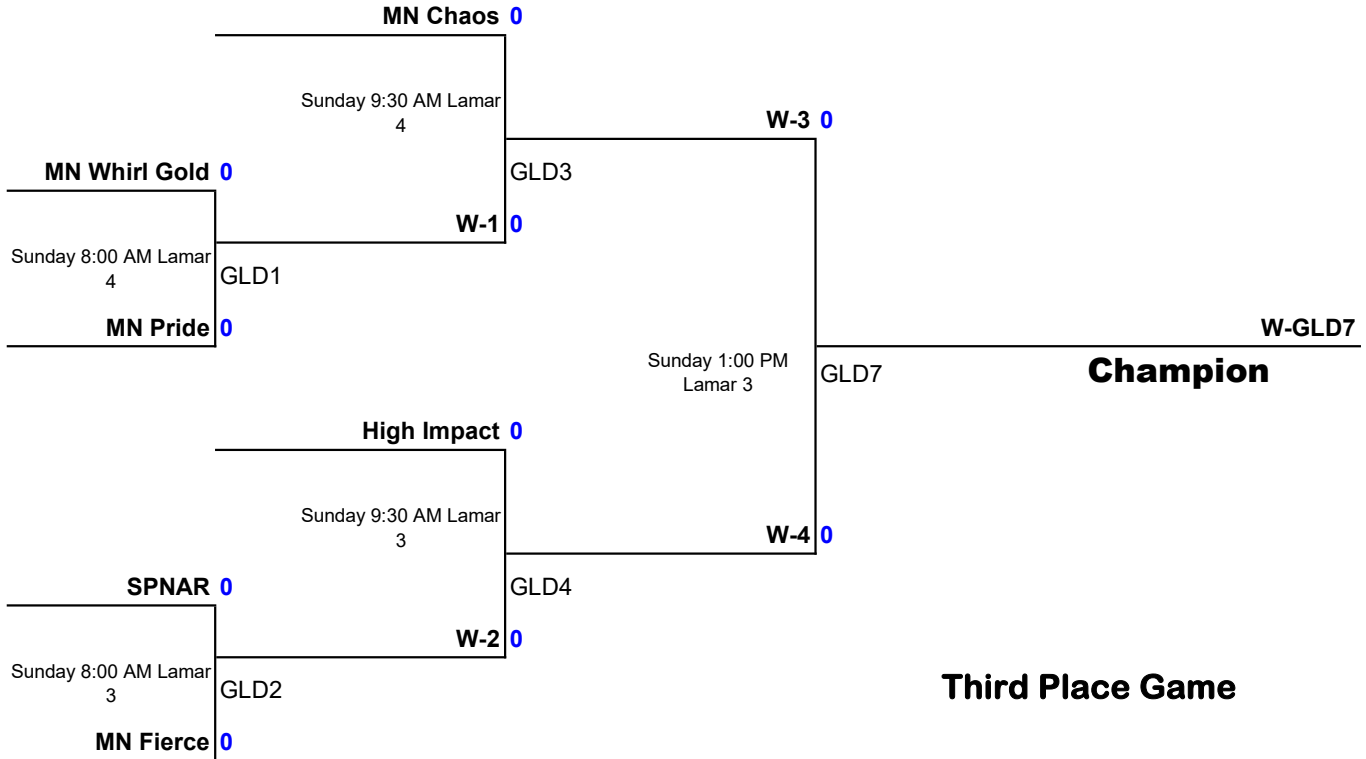 MN Chaos 0
Sunday 9:30 AM Lamar
4
W-3 0
MN Whirl Gold 0
GLD3
W-1 0
Sunday 8:00 AM Lamar
4
GLD1
MN Pride 0
W-GLD7
Sunday 1:00 PM
Lamar 3
GLD7
Champion
High Impact 0
Sunday 9:30 AM Lamar
3
W-4 0
SPNAR 0
GLD4
W-2 0
Sunday 8:00 AM Lamar
3
GLD2
Third Place Game
MN Fierce 0